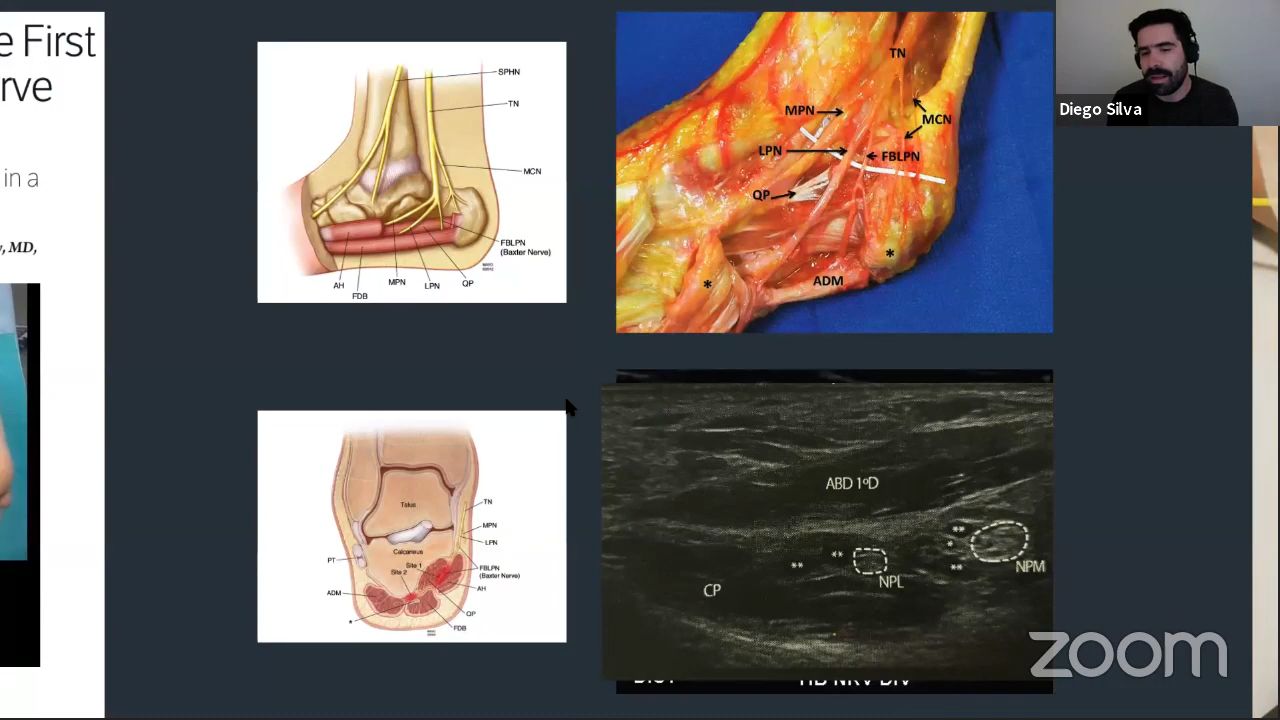 e First
rve
in a
, MD,
SPHN
TN
MCN
FBLPN
(Baxter Nerve)
AH
FDB
MPN
LPN
QP
TN
MPN
MCN
LPN
FBLPN
QP
ADM
*
*
Diego Silva
Talus
Calcaneus
Site 1
Site 2
TN
MPN
LPN
FBLPN
(Baxter Nerve)
PT
ADM
AH
QP
FDB
*
ABD 1ºD
**
*
**
**
**
NPL
NPM
CP
zoom